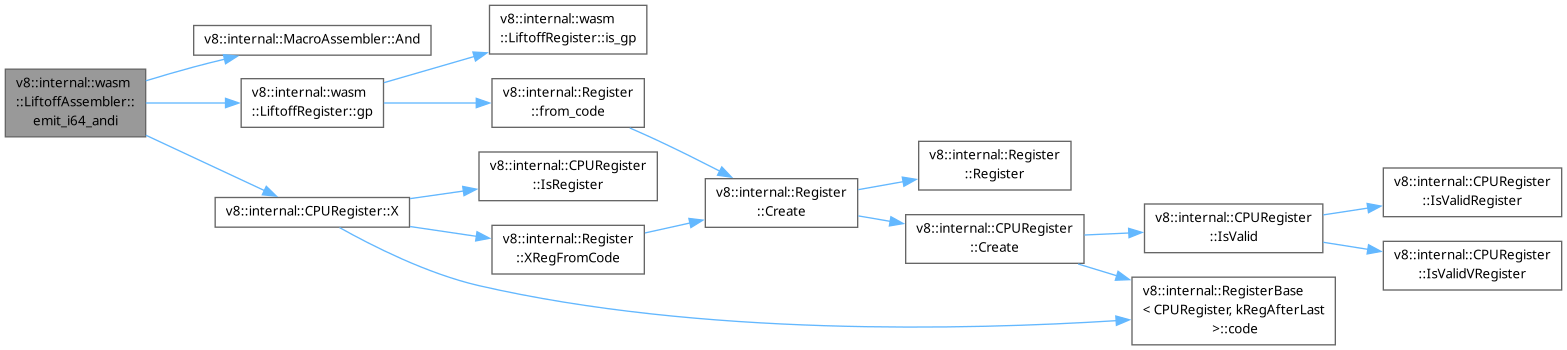 v8::internal::wasm
::LiftoffAssembler::
emit_i64_andi
v8::internal::MacroAssembler::And
v8::internal::wasm
::LiftoffRegister::gp
v8::internal::CPURegister::X
v8::internal::wasm
::LiftoffRegister::is_gp
v8::internal::Register
::from_code
v8::internal::CPURegister
::IsRegister
v8::internal::Register
::XRegFromCode
v8::internal::Register
::Create
v8::internal::Register
::Register
v8::internal::CPURegister
::Create
v8::internal::CPURegister
::IsValid
v8::internal::RegisterBase
< CPURegister, kRegAfterLast
>::code
v8::internal::CPURegister
::IsValidRegister
v8::internal::CPURegister
::IsValidVRegister